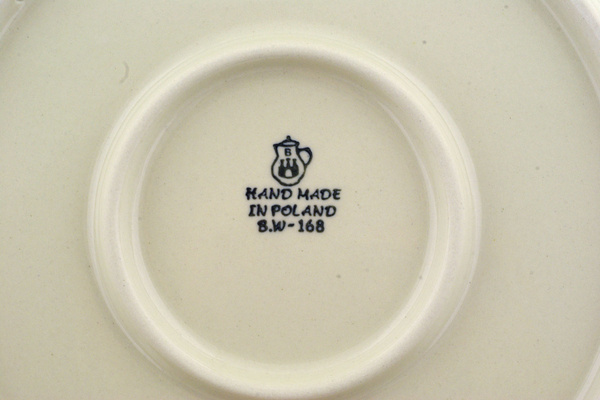 B
HAND MADE
IN POLAND
B.W-168